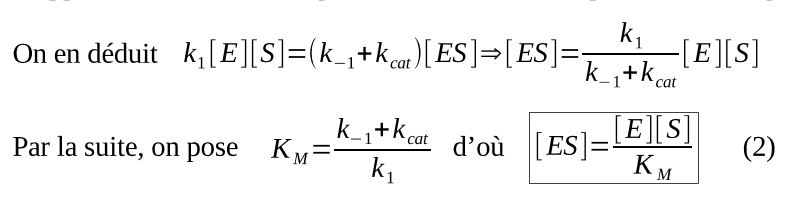 On en déduit k₁[E][S]=(k₋₁+k_cat)[ES]⇒[ES]=k₁/(k₋₁+k_cat)[E][S]
Par la suite, on pose K_M=(k₋₁+k_cat)/k₁ d’où [ES]=[E][S]/K_M (2)